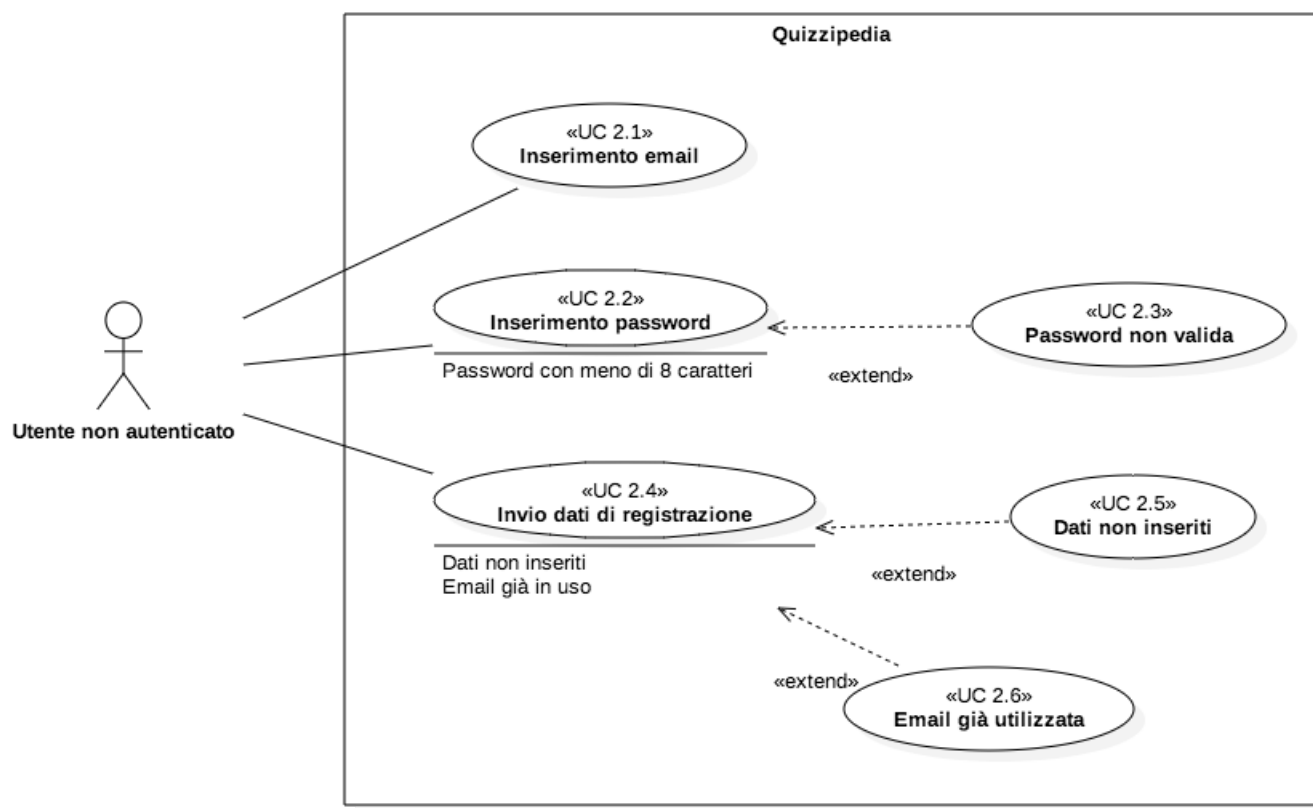 Quizzipedia
«UC 2.1»
Inserimento email
«UC 2.2»
Inserimento password
Password con meno di 8 caratteri
«UC 2.3»
Password non valida
«extend»
Utente non autenticato
«UC 2.4»
Invio dati di registrazione
Dati non inseriti
Email già in uso
«UC 2.5»
Dati non inseriti
«extend»
«extend»
«UC 2.6»
Email già utilizzata